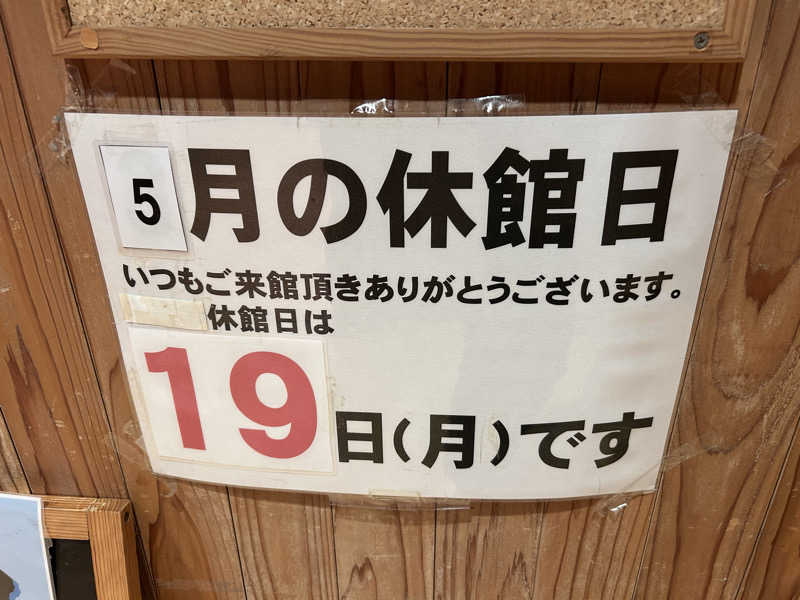 5月の休館日
いつもご来館頂きありがとうございます。
休館日は
19日(月)です